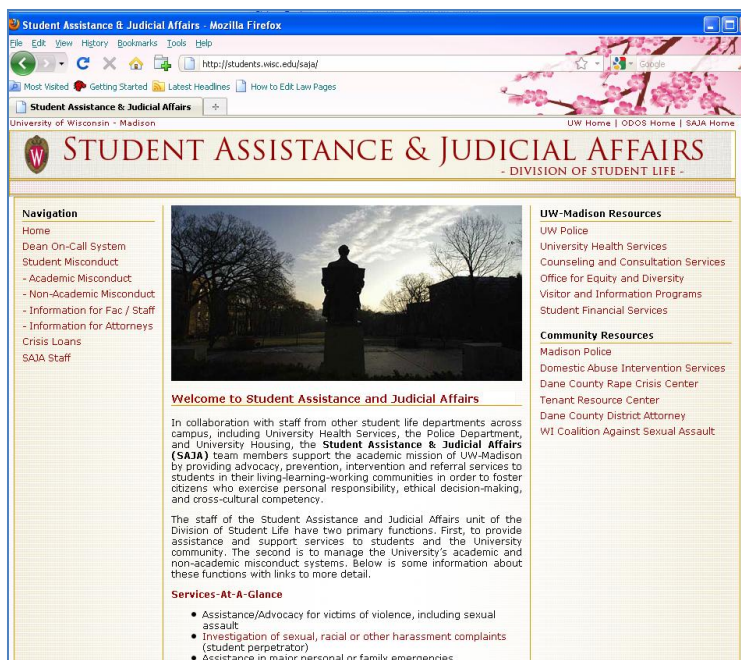 Student Assistance & Judicial Affairs - Mozilla Firefox
File Edit View History Bookmarks Tools Help
http://students.wisc.edu/saja/
Google
Most Visited Getting Started Latest Headlines How to Edit Law Pages
Student Assistance & Judicial Affairs
University of Wisconsin - Madison
UW Home | ODOS Home | SAJA Home
W
STUDENT ASSISTANCE & JUDICIAL AFFAIRS
- DIVISION OF STUDENT LIFE -
Navigation
Home
Dean On-Call System
Student Misconduct
- Academic Misconduct
- Non-Academic Misconduct
- Information for Fac / Staff
- Information for Attorneys
Crisis Loans
SAJA Staff
Welcome to Student Assistance and Judicial Affairs
In collaboration with staff from other student life departments across
campus, including University Health Services, the Police Department,
and University Housing, the Student Assistance & Judicial Affairs
(SAJA) team members support the academic mission of UW-Madison
by providing advocacy, prevention, intervention and referral services to
students in their living-learning-working communities in order to foster
citizens who exercise personal responsibility, ethical decision-making,
and cross-cultural competency.
The staff of the Student Assistance and Judicial Affairs unit of the
Division of Student Life have two primary functions. First, to provide
assistance and support services to students and the University
community. The second is to manage the University's academic and
non-academic misconduct systems. Below is some information about
these functions with links to more detail.
Services-At-A-Glance
• Assistance/Advocacy for victims of violence, including sexual
assault
• Investigation of sexual, racial or other harassment complaints
(student perpetrator)
• Assistance in major personal or family emergencies
UW-Madison Resources
UW Police
University Health Services
Counseling and Consultation Services
Office for Equity and Diversity
Visitor and Information Programs
Student Financial Services
Community Resources
Madison Police
Domestic Abuse Intervention Services
Dane County Rape Crisis Center
Tenant Resource Center
Dane County District Attorney
WI Coalition Against Sexual Assault